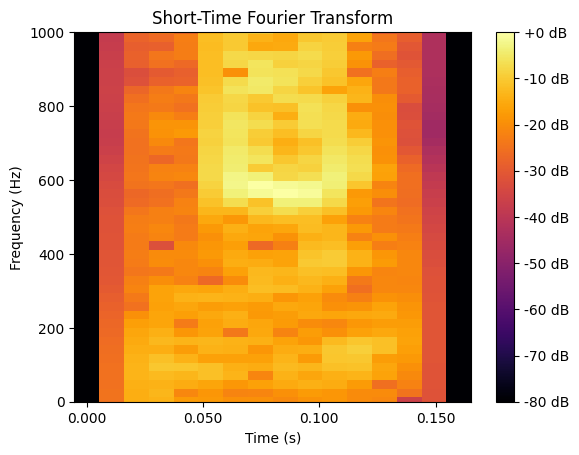 Short-Time Fourier Transform
1000
800
600
400
200
0
Frequency (Hz)
0.000
0.050
0.100
0.150
Time (s)
+0 dB
-10 dB
-20 dB
-30 dB
-40 dB
-50 dB
-60 dB
-70 dB
-80 dB